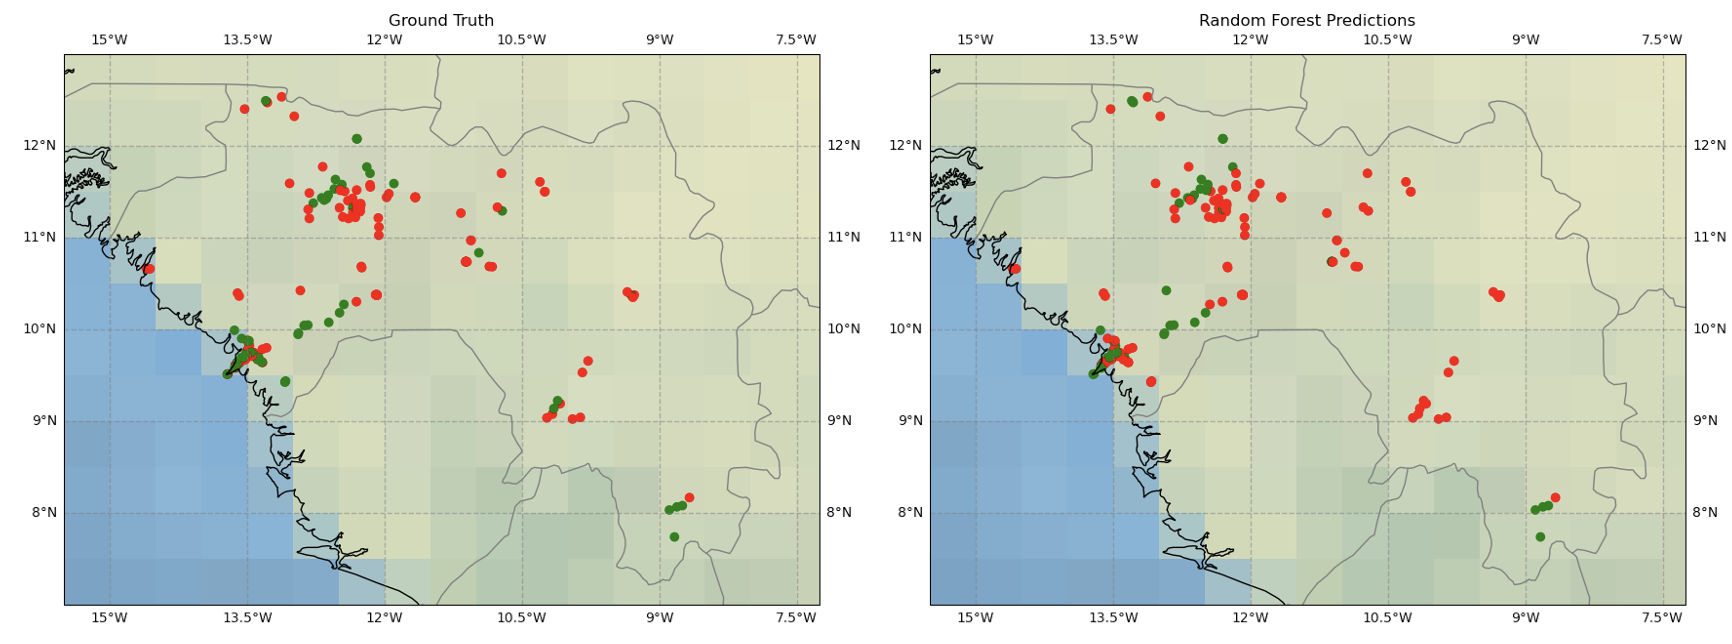 Ground Truth
Random Forest Predictions
15°W 13.5°W 12°W 10.5°W 9°W 7.5°W
15°W 13.5°W 12°W 10.5°W 9°W 7.5°W
12°N 12°N 12°N 12°N
11°N 11°N 11°N 11°N
10°N 10°N 10°N 10°N
9°N 9°N 9°N 9°N
8°N 8°N 8°N 8°N
15°W 13.5°W 12°W 10.5°W 9°W 7.5°W
15°W 13.5°W 12°W 10.5°W 9°W 7.5°W